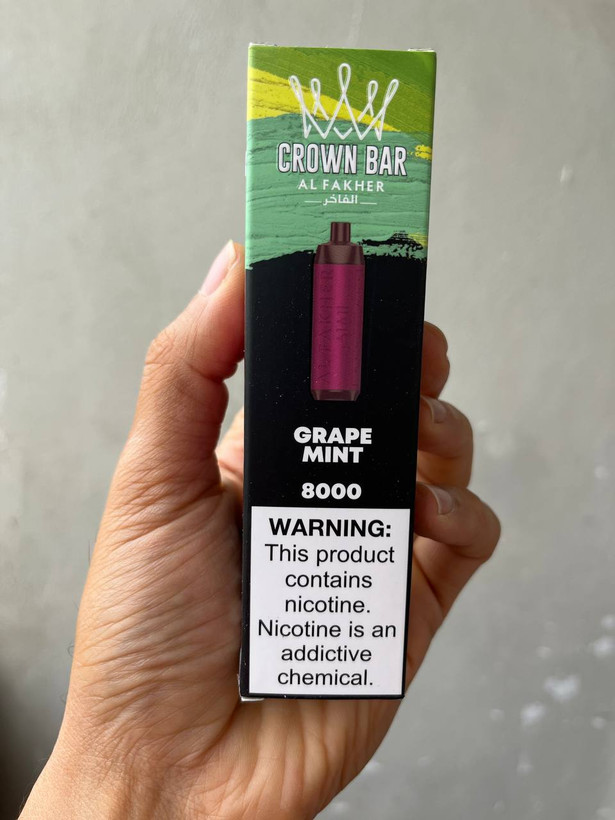 CROWN BAR
AL FAKHER
الفاخر
GRAPE
MINT
8000
WARNING:
This product
contains
nicotine.
Nicotine is an
addictive
chemical.